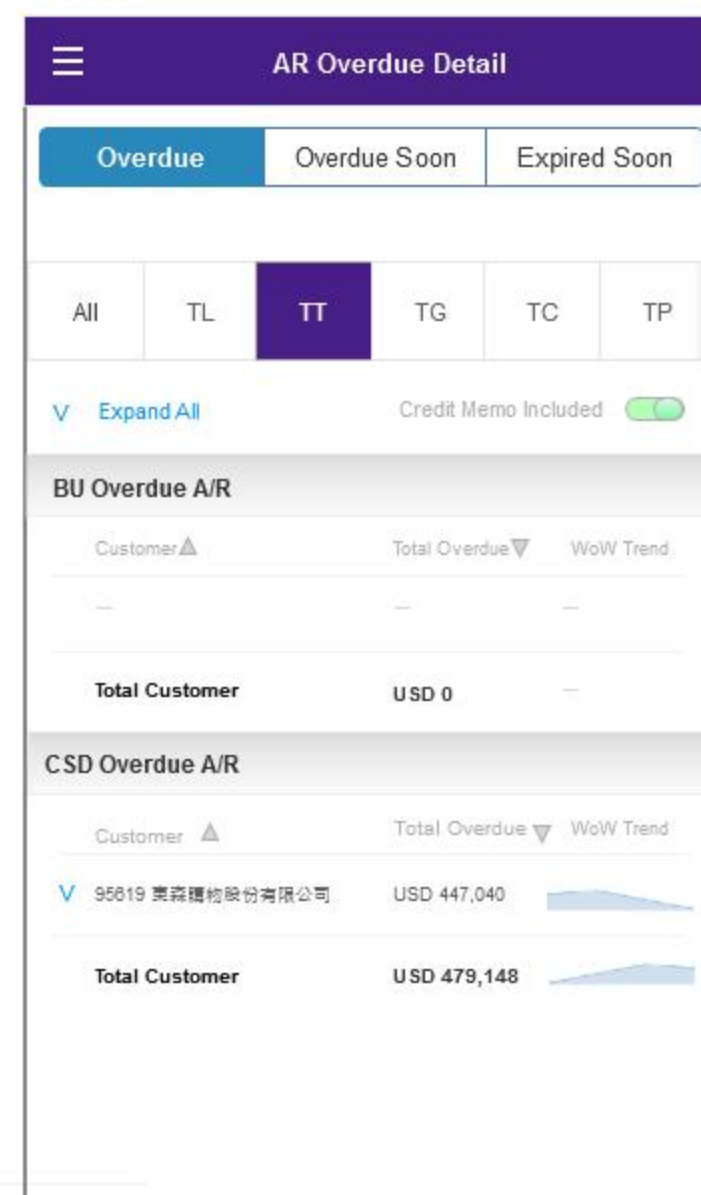 ☰ AR Overdue Detail
Overdue Overdue Soon Expired Soon
All TL TT TG TC TP
V Expand All Credit Memo Included
BU Overdue A/R
Customer△ Total Overdue▽ WoW Trend
— — —
Total Customer USD 0 —
CSD Overdue A/R
Customer △ Total Overdue ▽ WoW Trend
V 95619 東森購物股份有限公司 USD 447,040
Total Customer USD 479,148